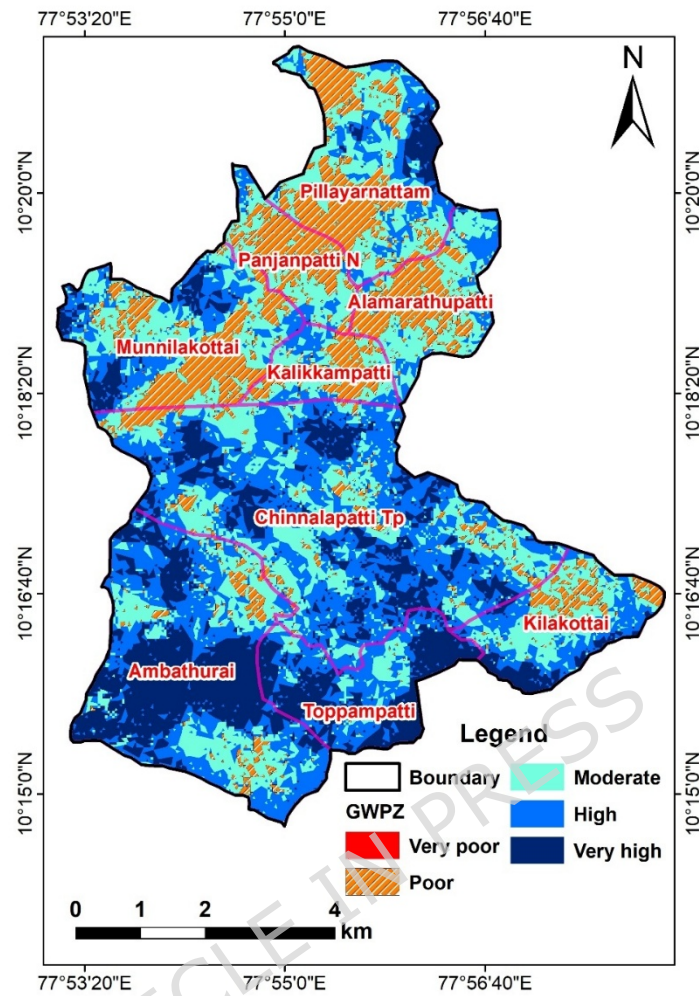 77°53'20"E 77°55'0"E 77°56'40"E
N
10°20'0"N 10°20'0"N
Pillayarnattam
Panjanpatti N
Alamarathupatti
Munnilakottai
Kalikkampatti
10°18'20"N 10°18'20"N
Chinnalapatti Tp
10°16'40"N 10°16'40"N
Kilakottai
Ambathurai
Toppampatti
Legend
Boundary Moderate
GWPZ High
Very poor Very high
Poor
10°15'0"N 10°15'0"N
0 1 2 4
km
77°53'20"E 77°55'0"E 77°56'40"E
ICLE IN PRESS